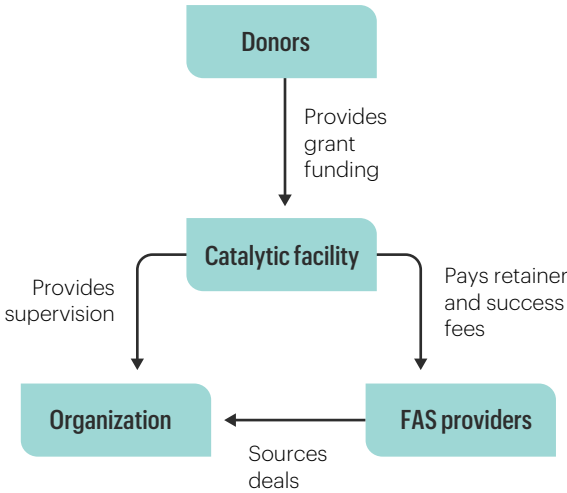 Donors
Provides
grant
funding
Catalytic facility
Provides
supervision
Pays retainer
and success
fees
Organization
FAS providers
Sources
deals